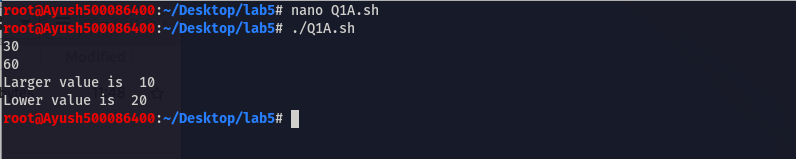 root@Ayush500086400:~/Desktop/lab5# nano Q1A.sh
root@Ayush500086400:~/Desktop/lab5# ./Q1A.sh
30
60
Larger value is  10
Lower value is  20
root@Ayush500086400:~/Desktop/lab5#
Modified